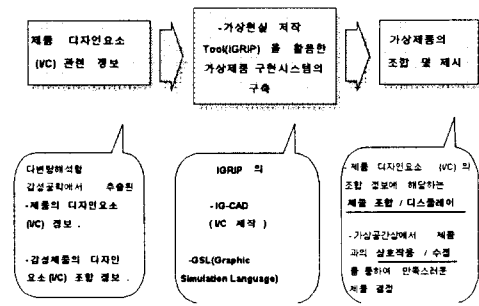 제품 디자인요소
(I/C) 관련 정보
-가상현실 저작
Tool(IGRIP) 을 활용한
가상제품 구현시스템의
구축
가상제품의
조합 및 제시
다변량해석형
감성공학에서 추출된
-제품의 디자인요소
(I/C) 정보 .
-감성제품의 디자인
요소(I/C) 조합 정보 .
IGRIP 의
-IG-CAD
( I/C 제작 )
-GSL(Graphic
Simulation Language)
- 제품 디자인요소 (I/C) 의
조합 정보에 해당하는
제품 조합 / 디스플레이
-가상공간상에서 제품
과의 상호작용 / 수정
를 통하여 만족스러운
제품 결정